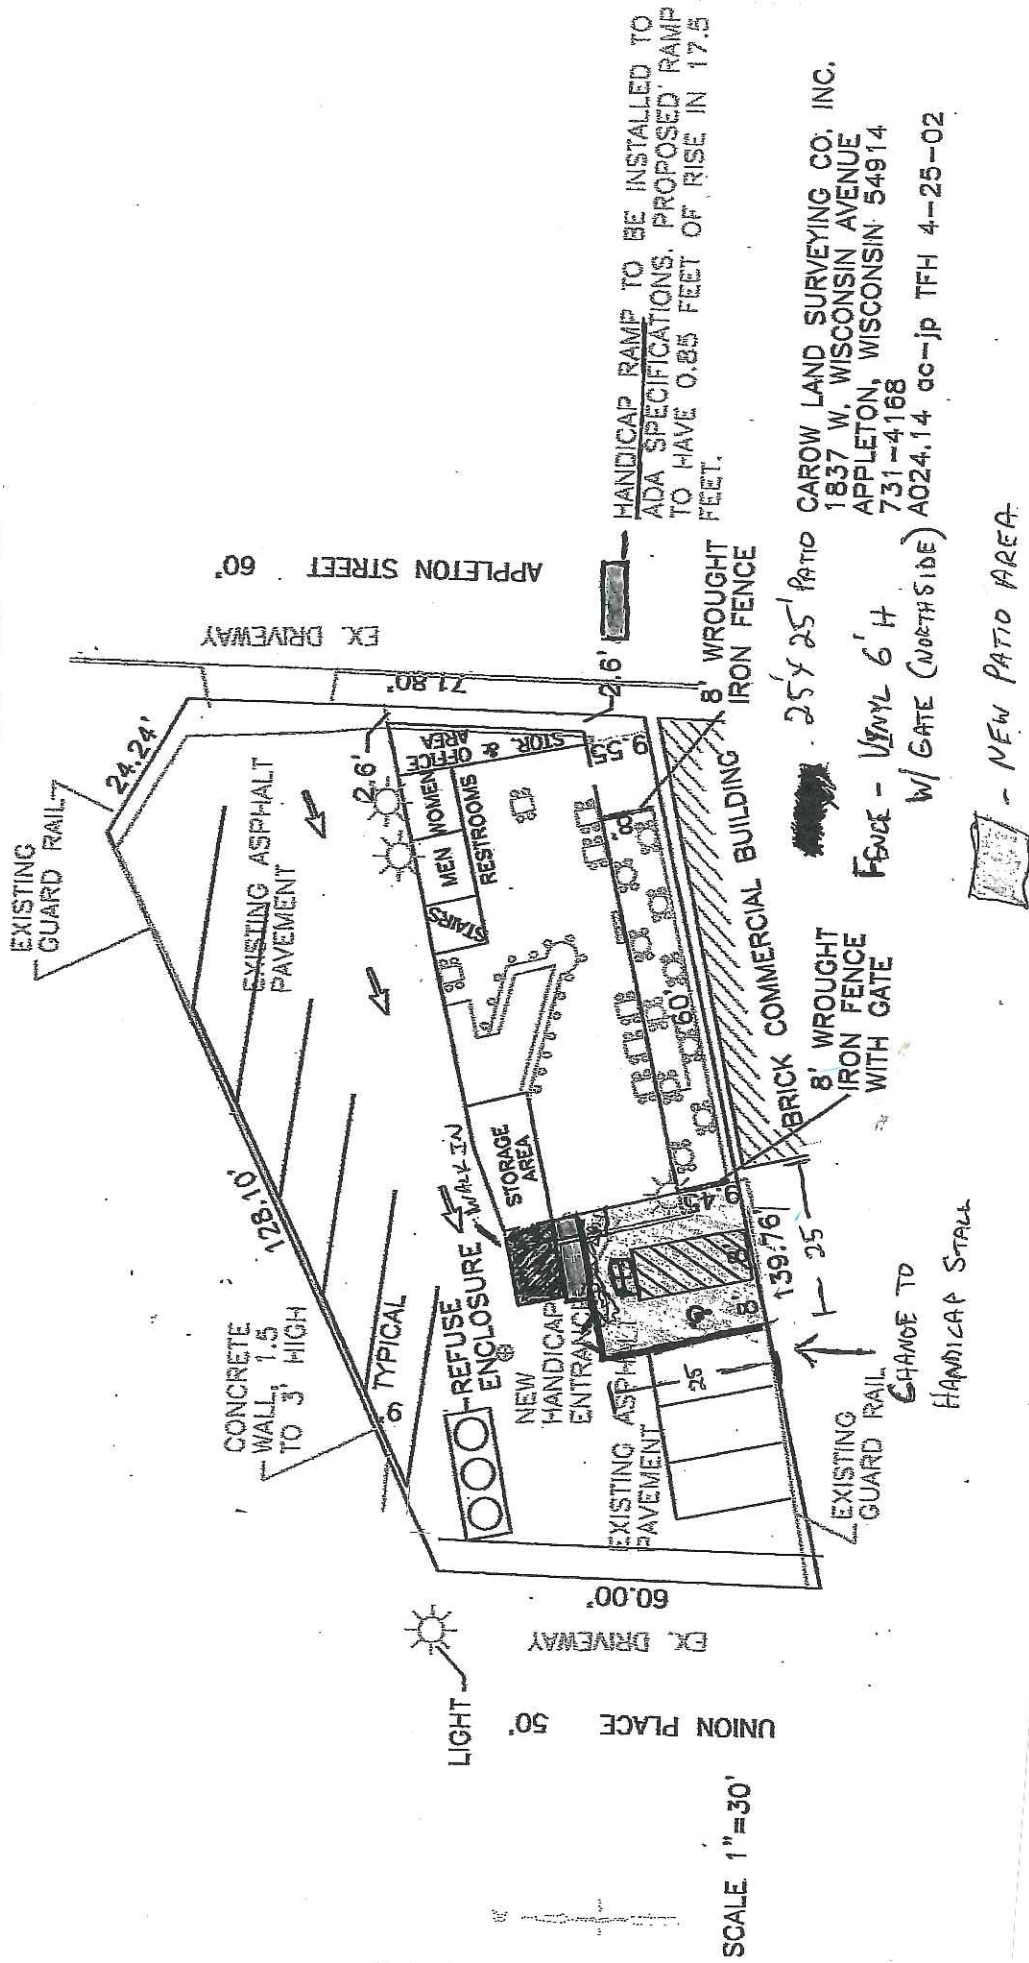 EXISTING
GUARD RAIL
24.24'
EXISTING ASPHALT
PAVEMENT
128.10'
CONCRETE
WALL, 1.5
TO 3' HIGH
9' TYPICAL
REFUSE
ENCLOSURE
WALK IN
STORAGE
AREA
STAIRS
MEN
WOMEN
RESTROOMS
OFFICE
AREA
STOR. &
2.6'
EX. DRIVEWAY
71.80'
APPLETON STREET 60'
2.6'
9.55
8'
60'
8' WROUGHT
IRON FENCE
BRICK COMMERCIAL BUILDING
8' WROUGHT
IRON FENCE
WITH GATE
NEW
HANDICAP
ENTRANCE
EXISTING ASPHALT
PAVEMENT
25
9'
8'
8'
9.45
139.76'
25
CHANGE TO
HANDICAP STALL
EXISTING
GUARD RAIL
60.00'
EX. DRIVEWAY
UNION PLACE 50'
LIGHT
SCALE 1"=30'
HANDICAP RAMP TO BE INSTALLED TO
ADA SPECIFICATIONS. PROPOSED RAMP
TO HAVE 0.85 FEET OF RISE IN 17.5
FEET.
25' x 25' PATIO
FENCE - VINYL 6' H
W/ GATE (NORTH SIDE)
CAROW LAND SURVEYING CO. INC.
1837 W. WISCONSIN AVENUE
APPLETON, WISCONSIN 54914
731-4168
A024.14 ac-jp TFH 4-25-02
- NEW PATIO AREA